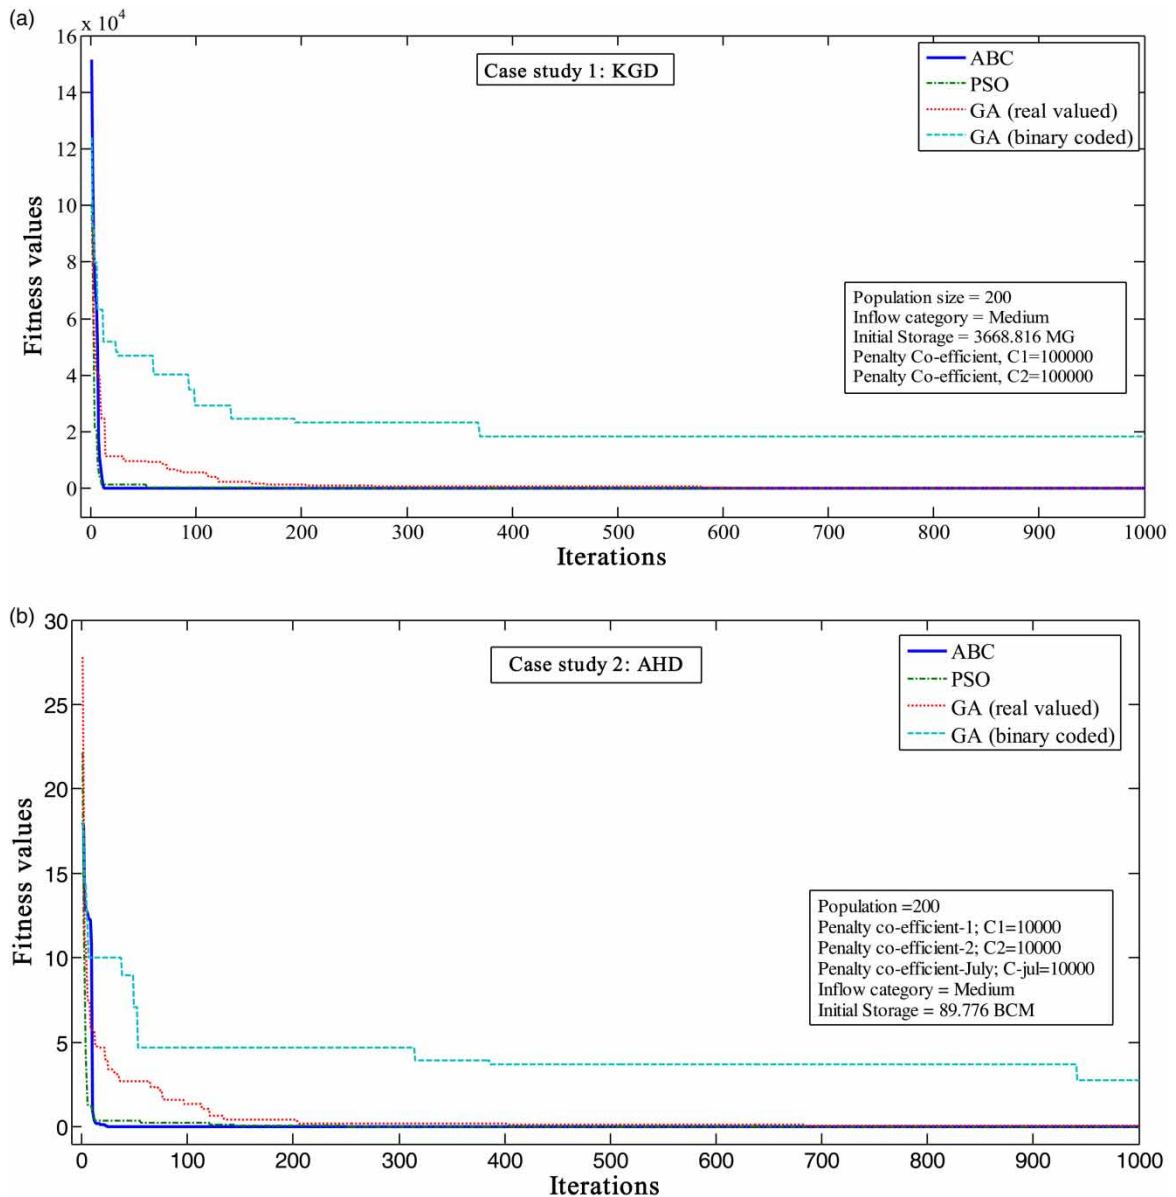 (a)
x 10⁴
16
14
12
10
8
6
4
2
0
Fitness values
0 100 200 300 400 500 600 700 800 900 1000
Iterations
Case study 1: KGD
ABC
PSO
GA (real valued)
GA (binary coded)
Population size = 200
Inflow category = Medium
Initial Storage = 3668.816 MG
Penalty Co-efficient, C1=100000
Penalty Co-efficient, C2=100000
(b)
30
25
20
15
10
5
0
Fitness values
0 100 200 300 400 500 600 700 800 900 1000
Iterations
Case study 2: AHD
ABC
PSO
GA (real valued)
GA (binary coded)
Population =200
Penalty co-efficient-1; C1=10000
Penalty co-efficient-2; C2=10000
Penalty co-efficient-July; C-jul=10000
Inflow category = Medium
Initial Storage = 89.776 BCM